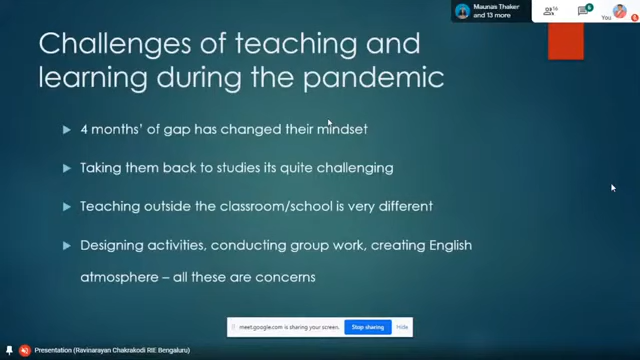 Maunas Thaker
and 13 more
16
6
You
Challenges of teaching and
learning during the pandemic
4 months' of gap has changed their mindset
Taking them back to studies its quite challenging
Teaching outside the classroom/school is very different
Designing activities, conducting group work, creating English
atmosphere – all these are concerns
meet.google.com is sharing your screen.
Stop sharing
Hide
Presentation (Ravinarayan Chakrakodi RIE Bengaluru)